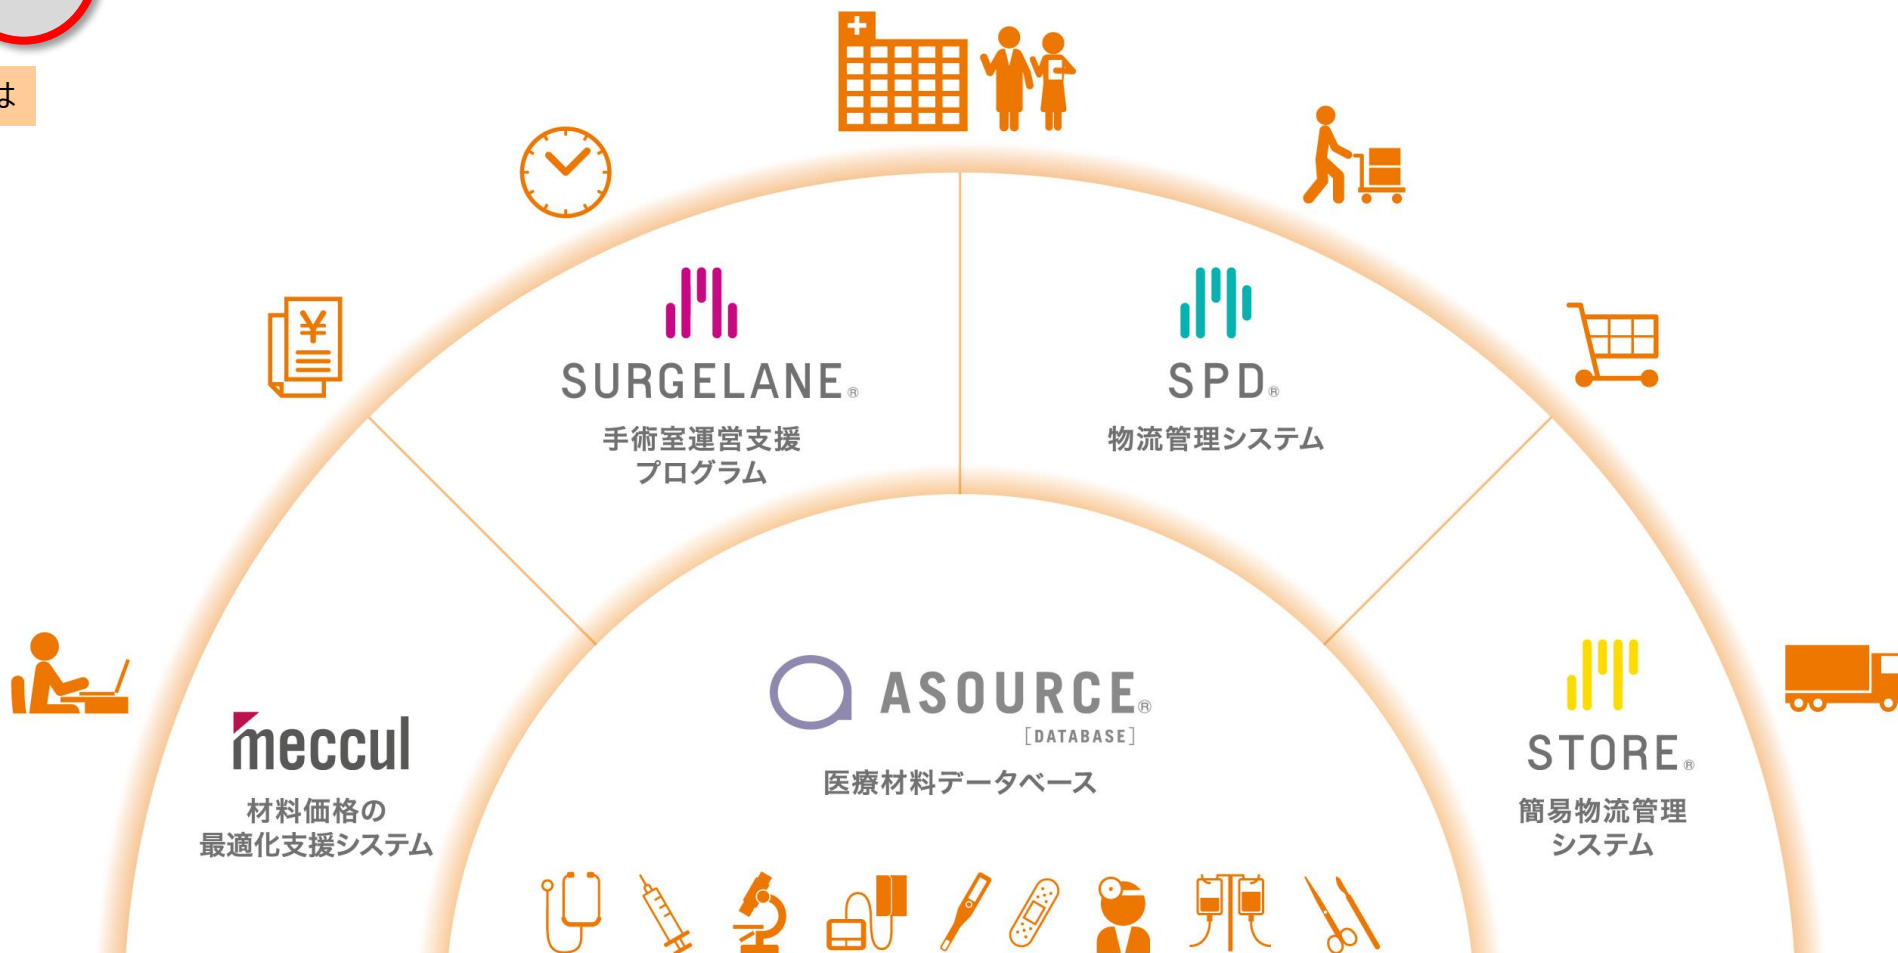 は
¥
SURGELANE®
手術室運営支援
プログラム
SPD®
物流管理システム
meccul
材料価格の
最適化支援システム
ASOURCE®
[DATABASE]
医療材料データベース
STORE®
簡易物流管理
システム